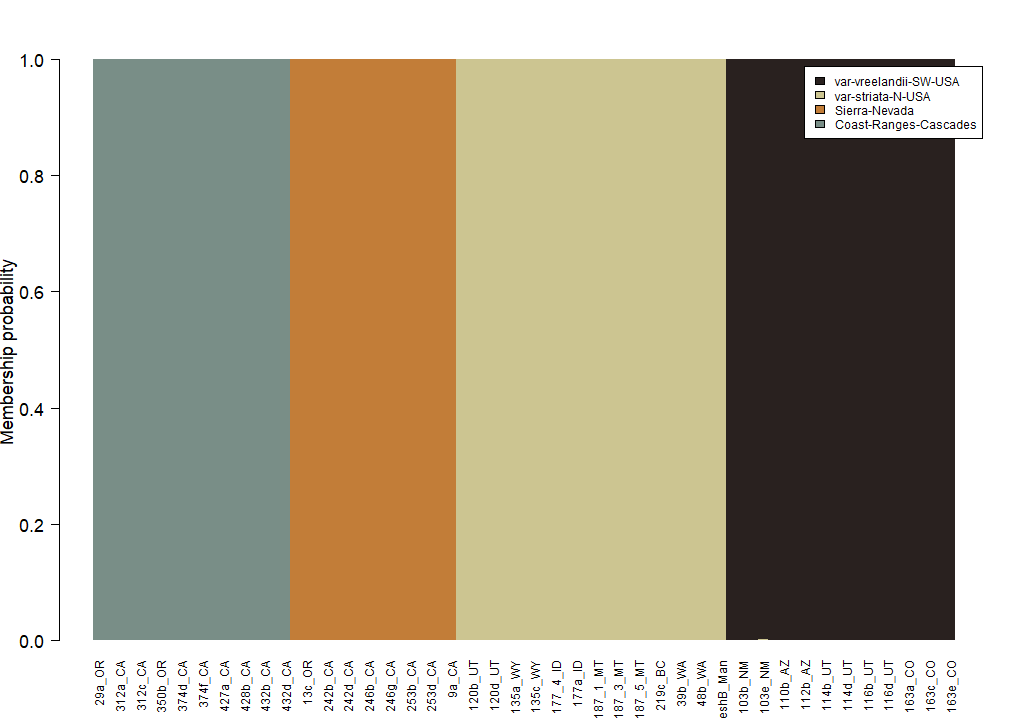 1.0
0.8
0.6
0.4
0.2
0.0
Membership probability
var-vreelandii-SW-USA
var-striata-N-USA
Sierra-Nevada
Coast-Ranges-Cascades
29a_OR
312a_CA
312c_CA
350b_OR
374d_CA
374f_CA
427a_CA
428b_CA
432b_CA
432d_CA
13c_OR
242b_CA
242d_CA
246b_CA
246g_CA
253b_CA
253d_CA
9a_CA
120b_UT
120d_UT
135a_WY
135c_WY
177_4_ID
177a_ID
187_1_MT
187_3_MT
187_5_MT
219c_BC
39b_WA
48b_WA
eshB_Man
103b_NM
103e_NM
110b_AZ
112b_AZ
114b_UT
114d_UT
116b_UT
116d_UT
163a_CO
163c_CO
163e_CO